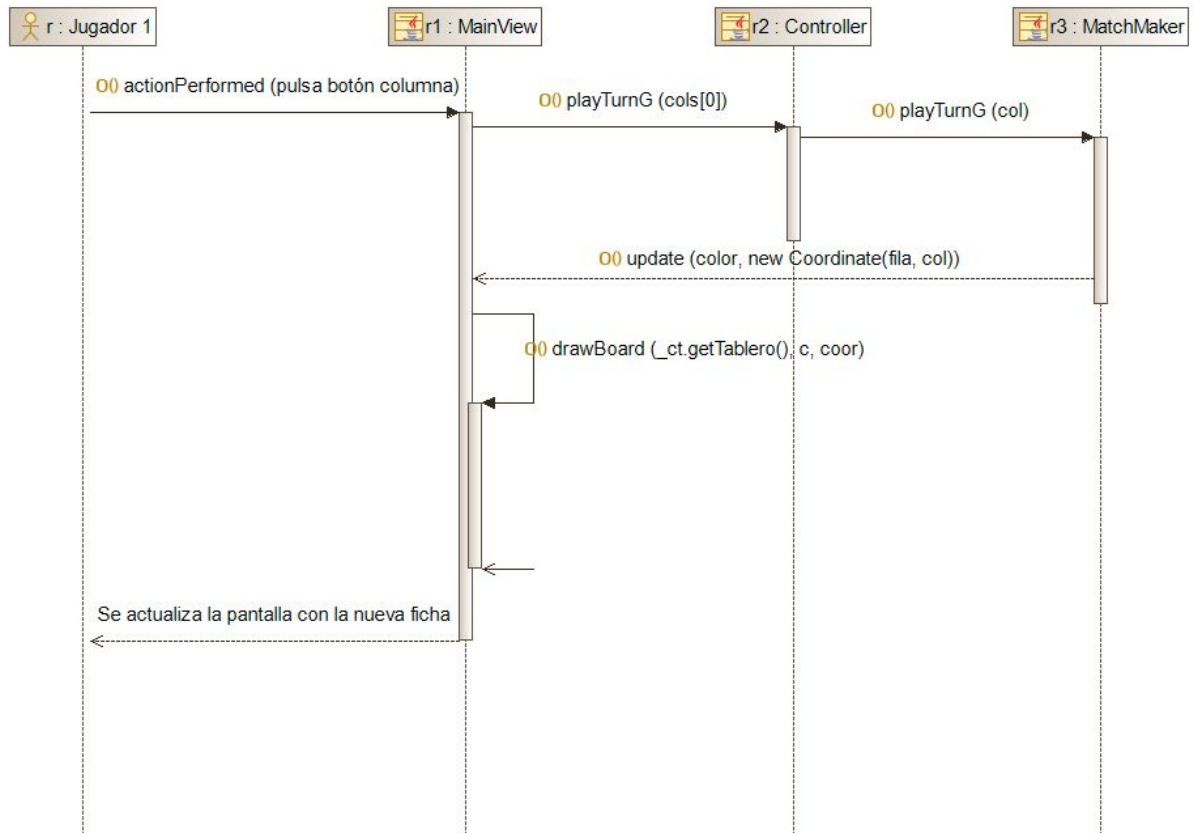 r : Jugador 1
r1 : MainView
r2 : Controller
r3 : MatchMaker
O() actionPerformed (pulsa botón columna)
O() playTurnG (cols[0])
O() playTurnG (col)
O() update (color, new Coordinate(fila, col))
O() drawBoard (_ct.getTablero(), c, coor)
Se actualiza la pantalla con la nueva ficha